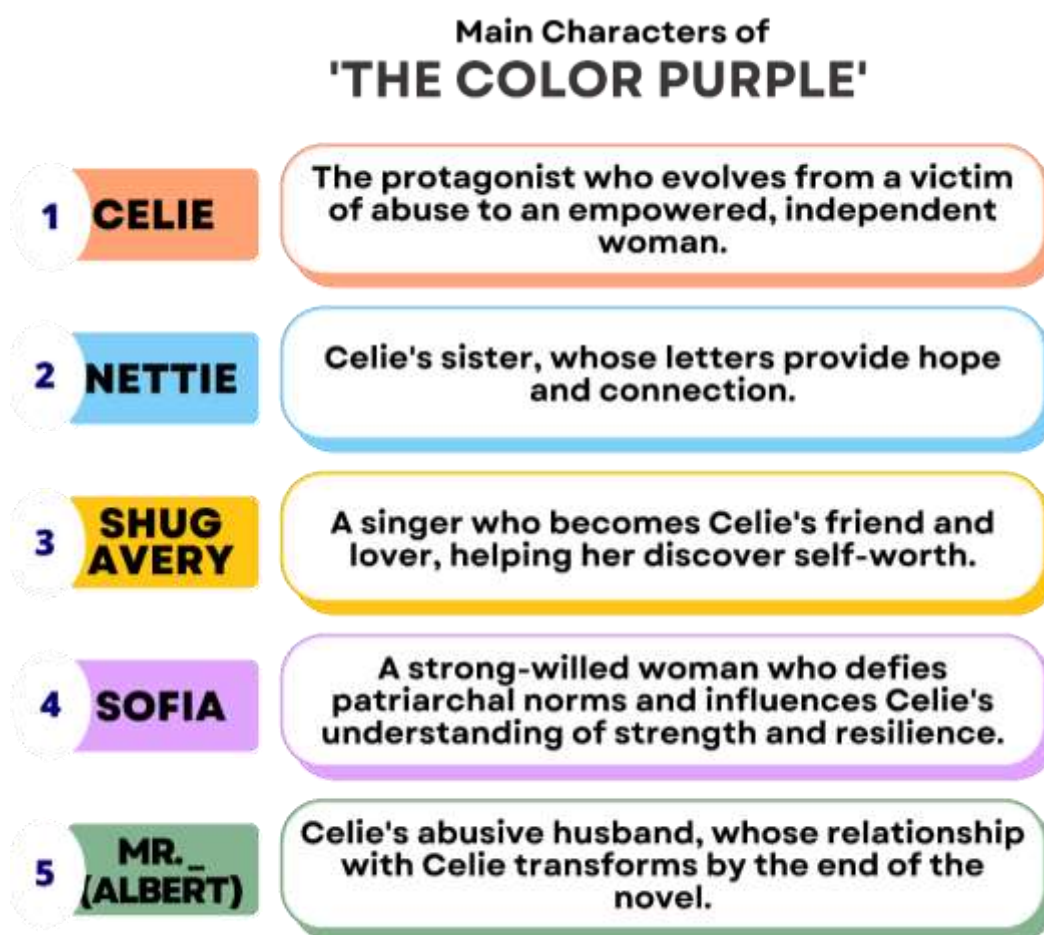 Main Characters of
'THE COLOR PURPLE'
1 CELIE
The protagonist who evolves from a victim
of abuse to an empowered, independent
woman.
2 NETTIE
Celie's sister, whose letters provide hope
and connection.
3 SHUG
AVERY
A singer who becomes Celie's friend and
lover, helping her discover self-worth.
4 SOFIA
A strong-willed woman who defies
patriarchal norms and influences Celie's
understanding of strength and resilience.
5 MR._
(ALBERT)
Celie's abusive husband, whose relationship
with Celie transforms by the end of the
novel.